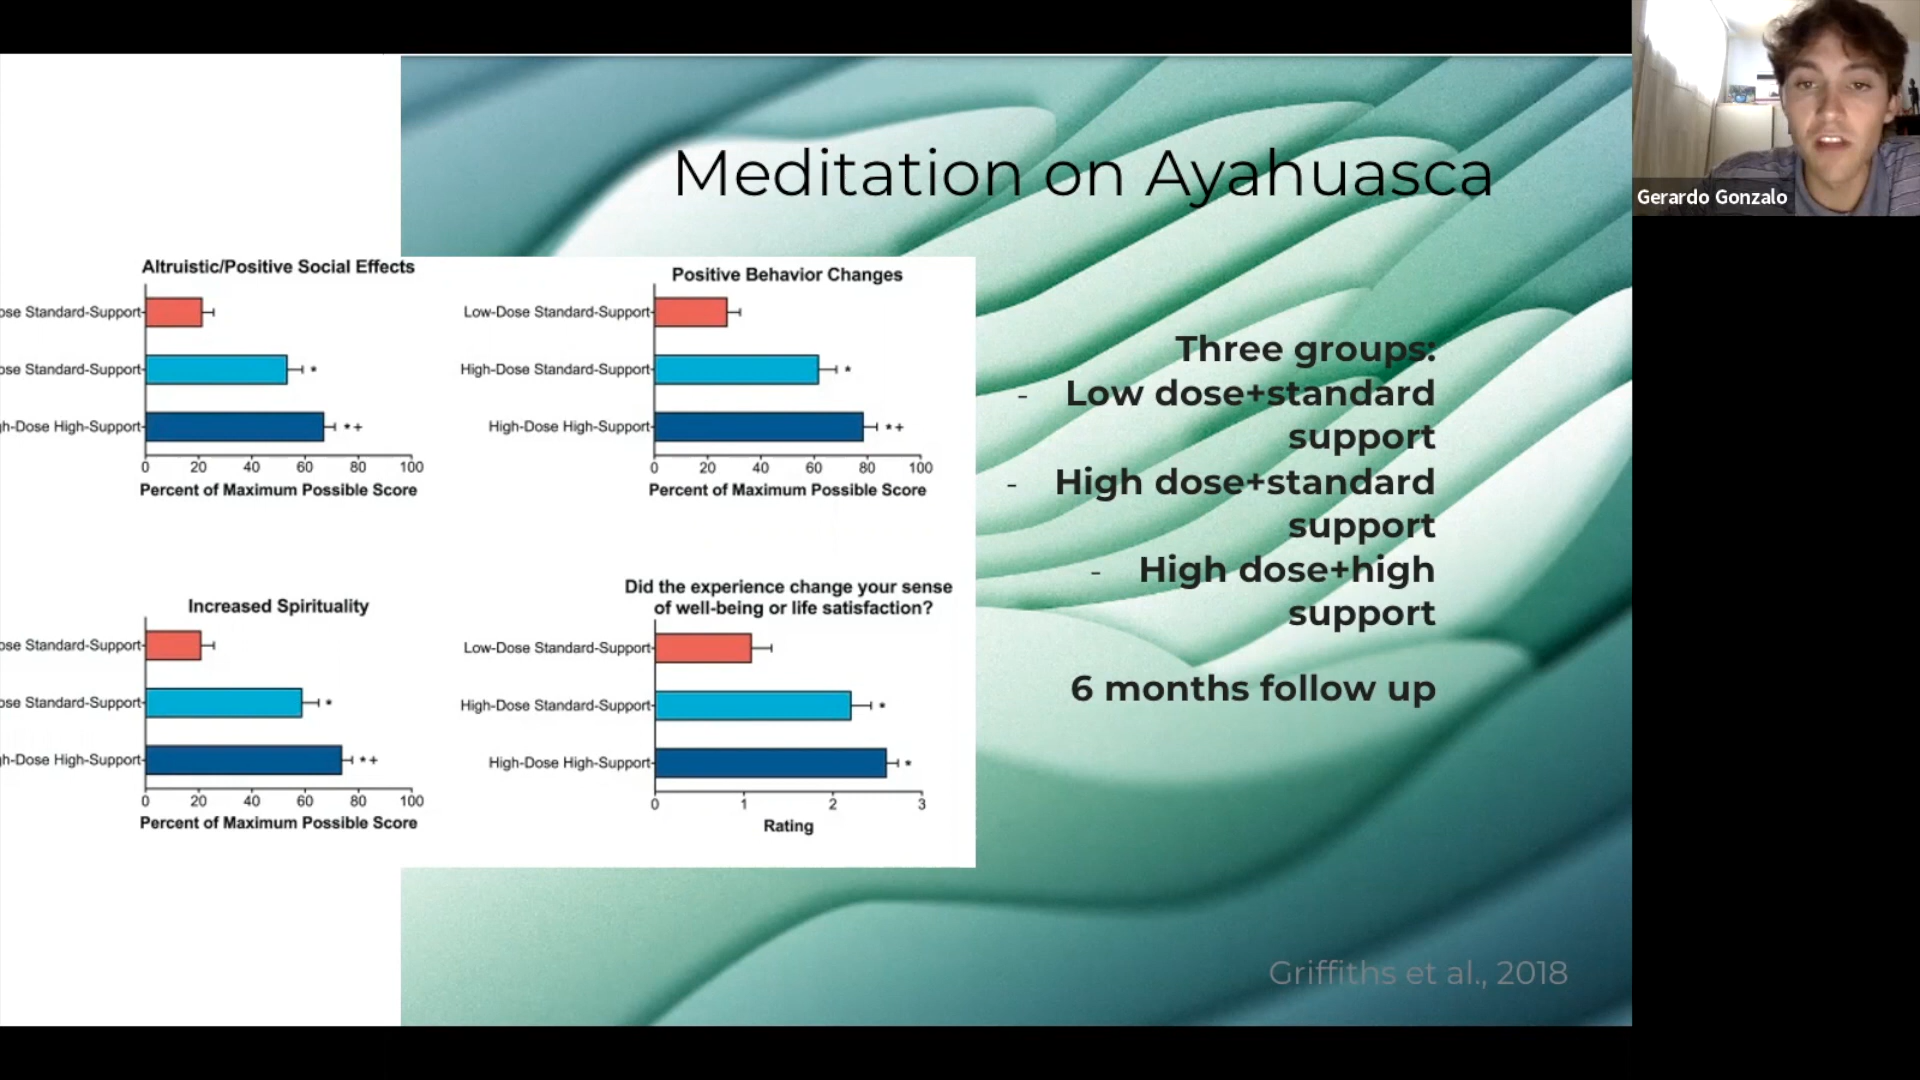 Meditation on Ayahuasca
Gerardo Gonzalo
Altruistic/Positive Social Effects
ose Standard-Support
ose Standard-Support *
h-Dose High-Support *+
0 20 40 60 80 100
Percent of Maximum Possible Score
Positive Behavior Changes
Low-Dose Standard-Support
High-Dose Standard-Support *
High-Dose High-Support *+
0 20 40 60 80 100
Percent of Maximum Possible Score
Increased Spirituality
ose Standard-Support
ose Standard-Support *
h-Dose High-Support *+
0 20 40 60 80 100
Percent of Maximum Possible Score
Did the experience change your sense
of well-being or life satisfaction?
Low-Dose Standard-Support
High-Dose Standard-Support *
High-Dose High-Support *
0 1 2 3
Rating
Three groups:
- Low dose+standard
support
- High dose+standard
support
- High dose+high
support
6 months follow up
Griffiths et al., 2018